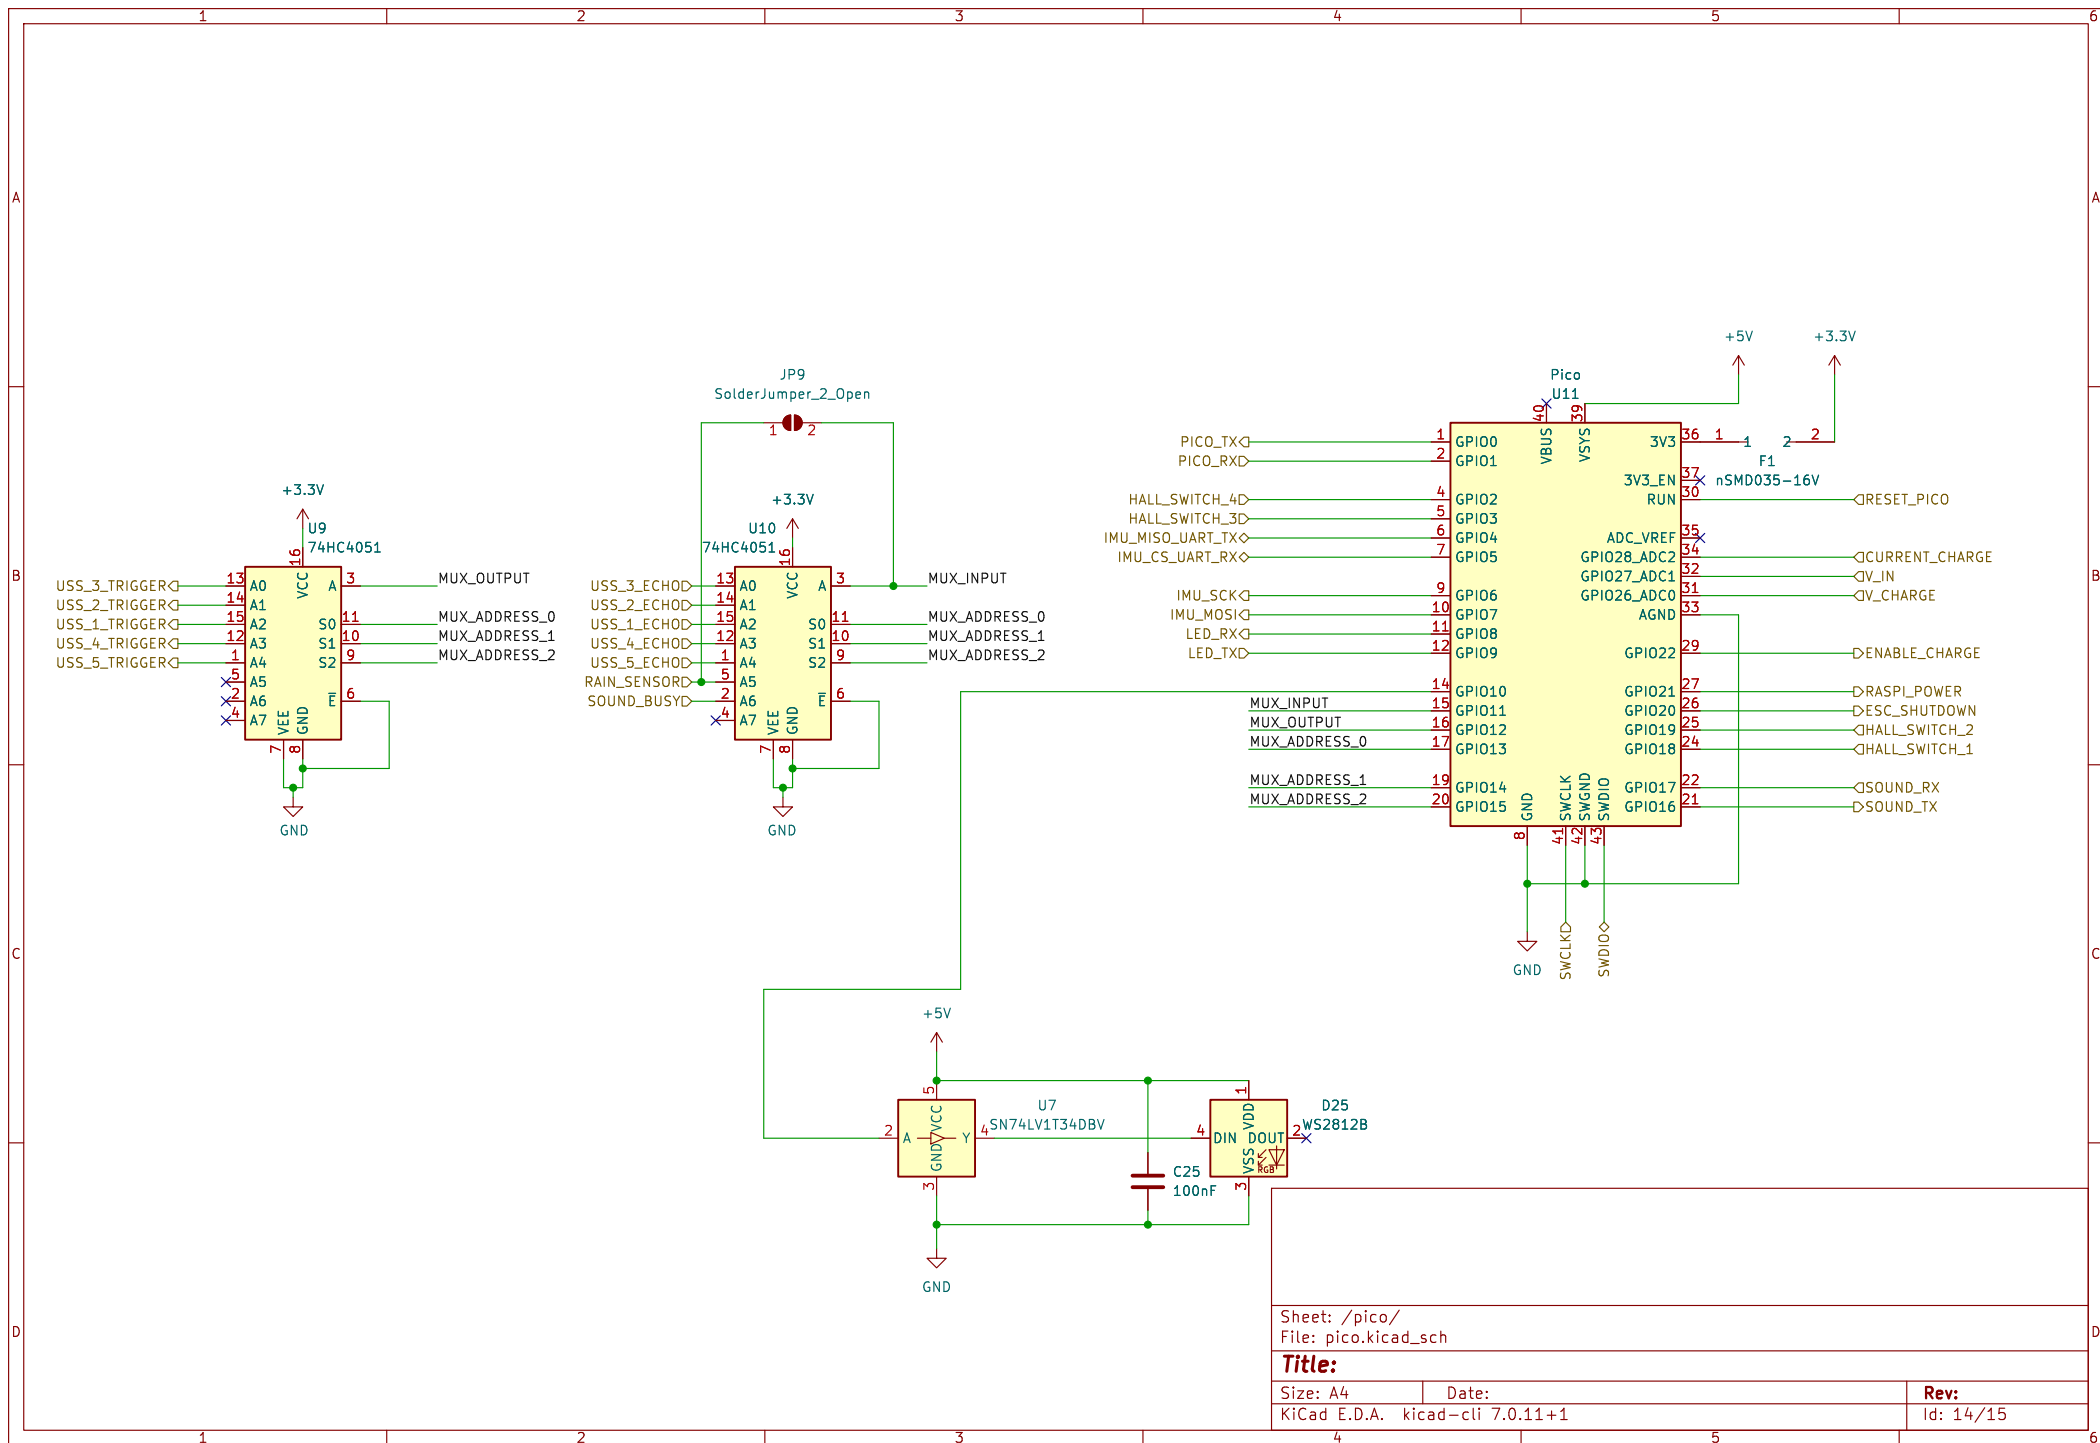 1 2 3 4 5 6
A A
B B
C C
D D
1 2 3 4 5 6
+3.3V
U9
74HC4051
16
VCC
USS_3_TRIGGER 13 A0
USS_2_TRIGGER 14 A1
USS_1_TRIGGER 15 A2
USS_4_TRIGGER 12 A3
USS_5_TRIGGER 1 A4
5 A5
2 A6
4 A7
A 3 MUX_OUTPUT
S0 11 MUX_ADDRESS_0
S1 10 MUX_ADDRESS_1
S2 9 MUX_ADDRESS_2
E 6
VEE GND
7 8
GND
JP9
SolderJumper_2_Open
1 2
+3.3V
U10
74HC4051
16
VCC
USS_3_ECHO 13 A0
USS_2_ECHO 14 A1
USS_1_ECHO 15 A2
USS_4_ECHO 12 A3
USS_5_ECHO 1 A4
RAIN_SENSOR 5 A5
SOUND_BUSY 2 A6
4 A7
A 3 MUX_INPUT
S0 11 MUX_ADDRESS_0
S1 10 MUX_ADDRESS_1
S2 9 MUX_ADDRESS_2
E 6
VEE GND
7 8
GND
+5V +3.3V
Pico
U11
40 39
VBUS VSYS
PICO_TX 1 GPIO0
PICO_RX 2 GPIO1
HALL_SWITCH_4 4 GPIO2
HALL_SWITCH_3 5 GPIO3
IMU_MISO_UART_TX 6 GPIO4
IMU_CS_UART_RX 7 GPIO5
IMU_SCK 9 GPIO6
IMU_MOSI 10 GPIO7
LED_RX 11 GPIO8
LED_TX 12 GPIO9
14 GPIO10
MUX_INPUT 15 GPIO11
MUX_OUTPUT 16 GPIO12
MUX_ADDRESS_0 17 GPIO13
MUX_ADDRESS_1 19 GPIO14
MUX_ADDRESS_2 20 GPIO15
3V3 36 1 1 2 2
F1
nSMD035-16V
3V3_EN 37
RUN 30 RESET_PICO
ADC_VREF 35
GPIO28_ADC2 34 CURRENT_CHARGE
GPIO27_ADC1 32 V_IN
GPIO26_ADC0 31 V_CHARGE
AGND 33
GPIO22 29 ENABLE_CHARGE
GPIO21 27 RASPI_POWER
GPIO20 26 ESC_SHUTDOWN
GPIO19 25 HALL_SWITCH_2
GPIO18 24 HALL_SWITCH_1
GPIO17 22 SOUND_RX
GPIO16 21 SOUND_TX
GND SWCLK SWGND SWDIO
8 41 42 43
GND SWCLK SWDIO
+5V
5
VCC
U7
SN74LV1T34DBV
2 A Y 4
GND
3
GND
C25
100nF
D25
WS2812B
1
VDD
4 DIN DOUT 2
VSS
RGB
3
Sheet: /pico/
File: pico.kicad_sch
Title:
Size: A4 Date: Rev:
KiCad E.D.A. kicad-cli 7.0.11+1 Id: 14/15